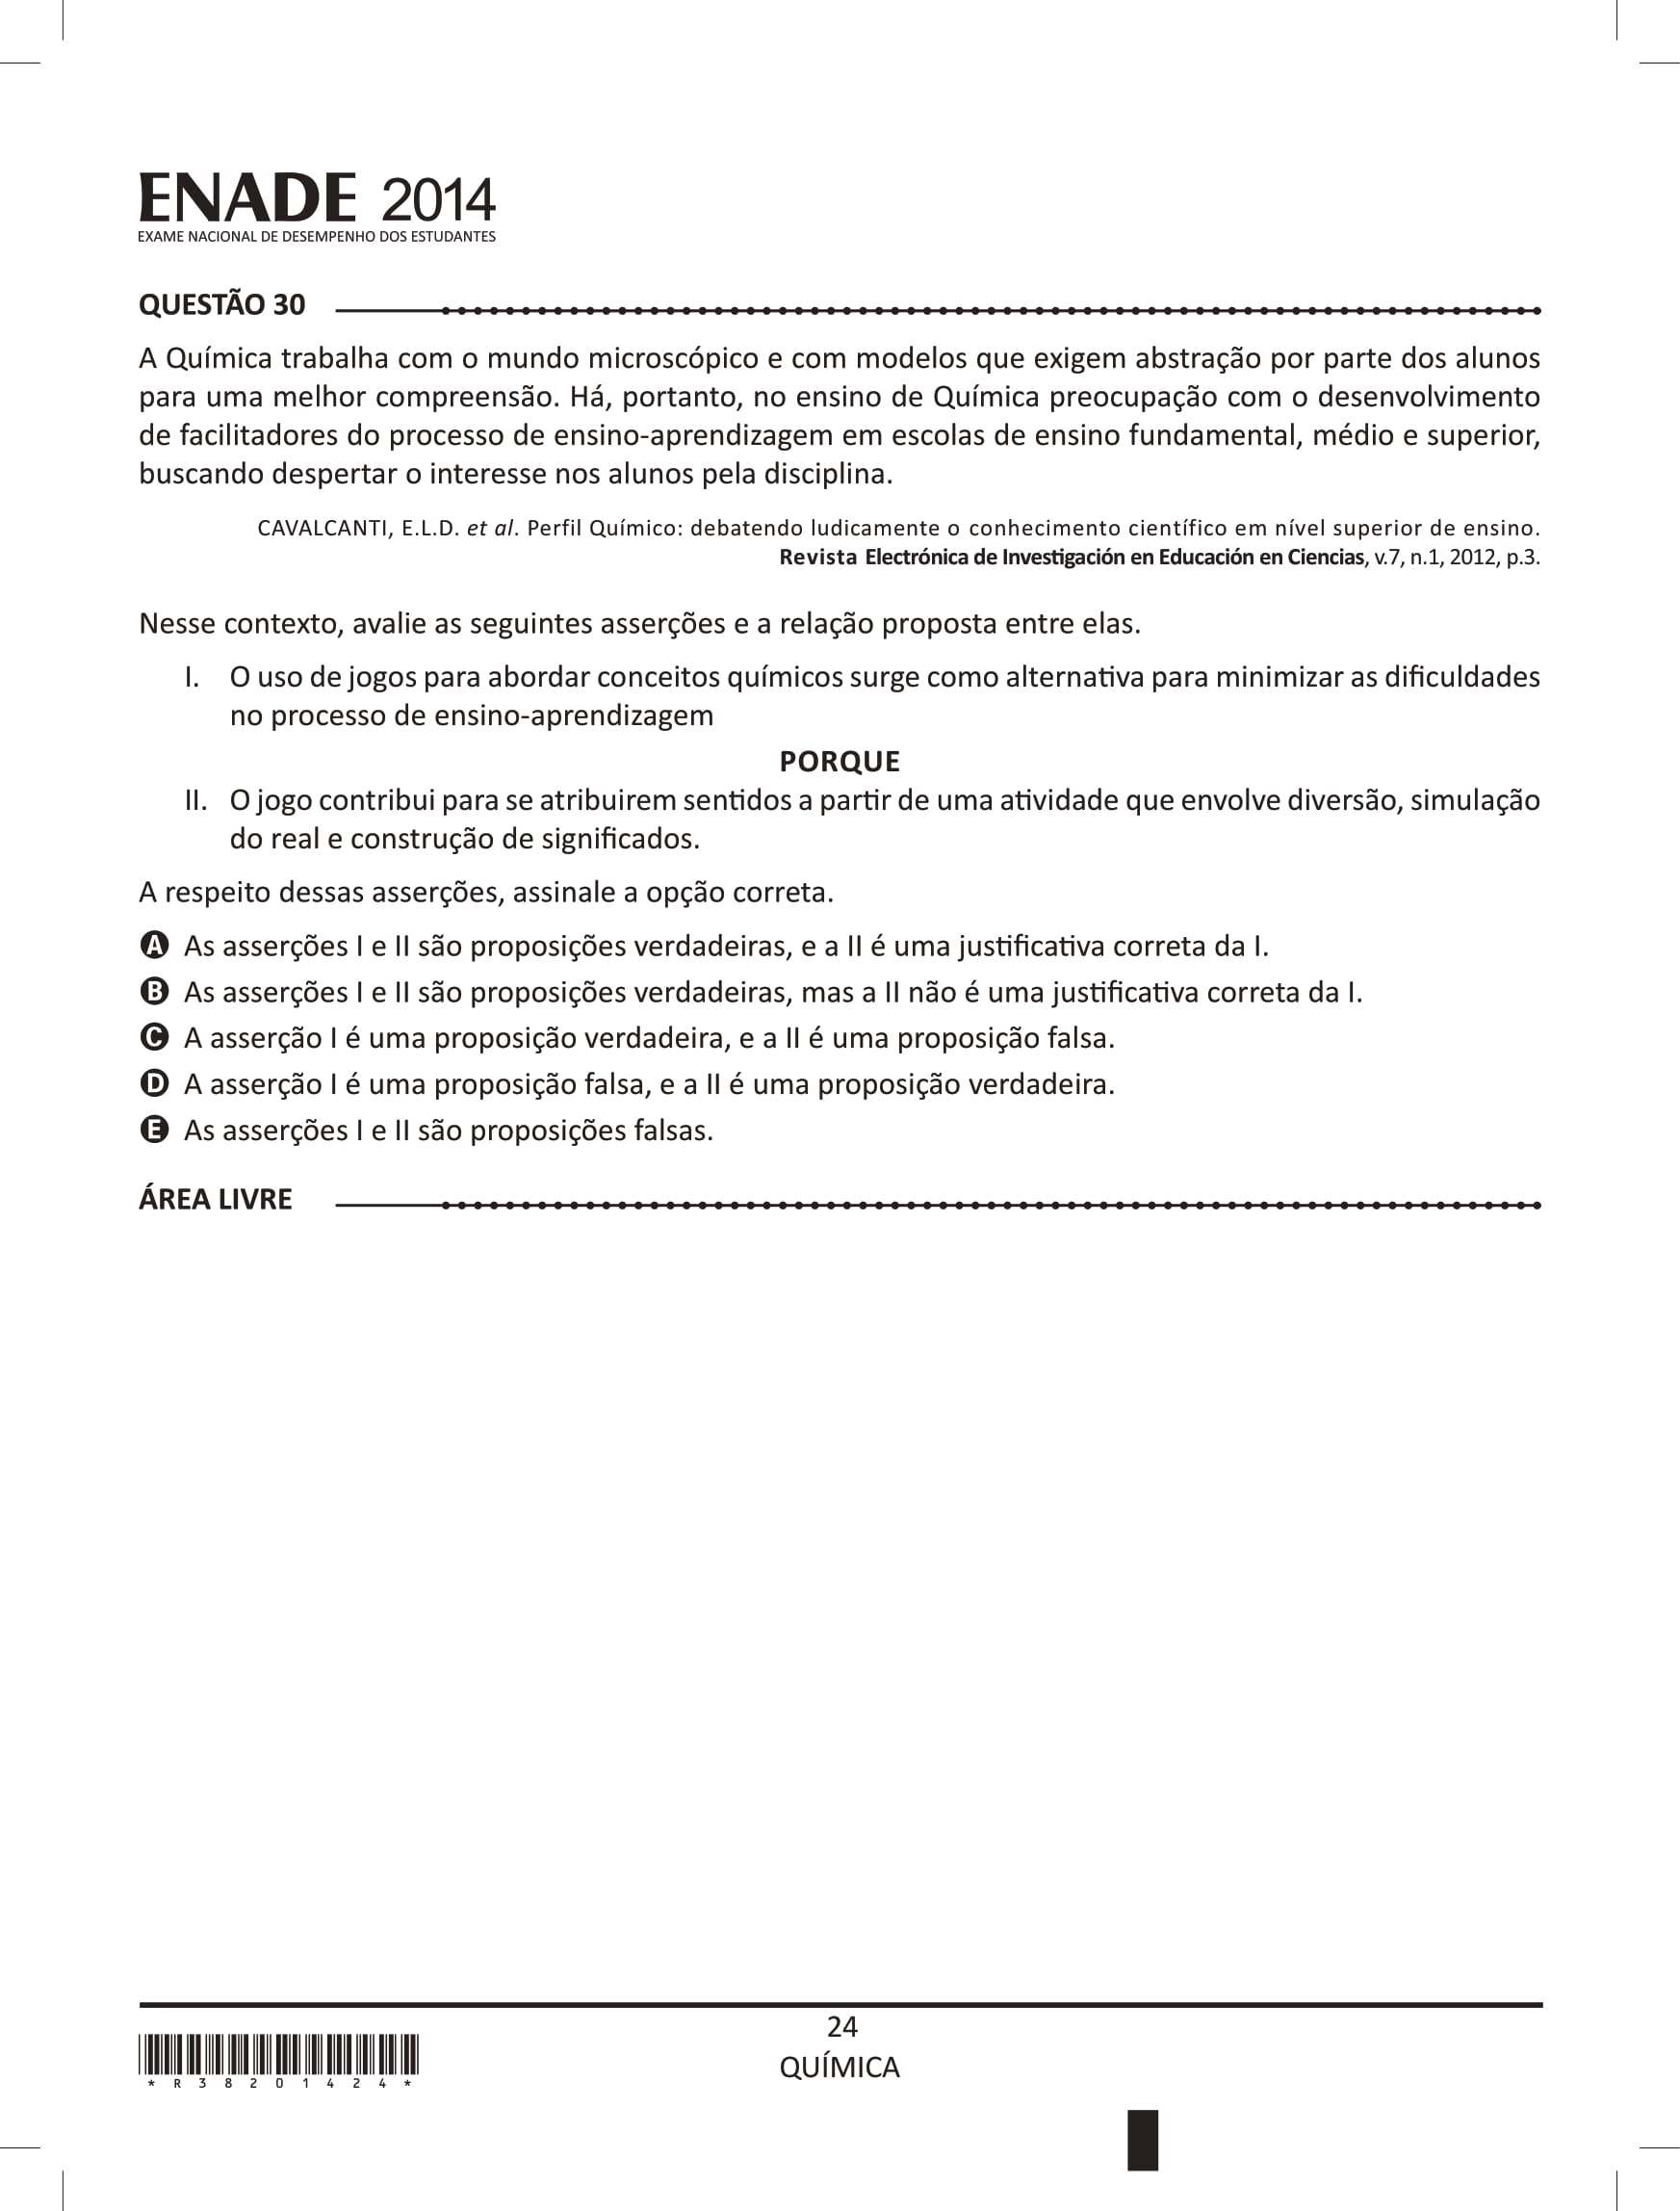 ENADE 2014
EXAME NACIONAL DE DESEMPENHO DOS ESTUDANTES
QUESTÃO 30
A Química trabalha com o mundo microscópico e com modelos que exigem abstração por parte dos alunos
para uma melhor compreensão. Há, portanto, no ensino de Química preocupação com o desenvolvimento
de facilitadores do processo de ensino-aprendizagem em escolas de ensino fundamental, médio e superior,
buscando despertar o interesse nos alunos pela disciplina.
CAVALCANTI, E.L.D. et al. Perfil Químico: debatendo ludicamente o conhecimento científico em nível superior de ensino.
Revista Electrónica de Investigación en Educación en Ciencias, v.7, n.1, 2012, p.3.
Nesse contexto, avalie as seguintes asserções e a relação proposta entre elas.
I. O uso de jogos para abordar conceitos químicos surge como alternativa para minimizar as dificuldades
no processo de ensino-aprendizagem
PORQUE
II. O jogo contribui para se atribuirem sentidos a partir de uma atividade que envolve diversão, simulação
do real e construção de significados.
A respeito dessas asserções, assinale a opção correta.
A As asserções I e II são proposições verdadeiras, e a II é uma justificativa correta da I.
B As asserções I e II são proposições verdadeiras, mas a II não é uma justificativa correta da I.
C A asserção I é uma proposição verdadeira, e a II é uma proposição falsa.
D A asserção I é uma proposição falsa, e a II é uma proposição verdadeira.
E As asserções I e II são proposições falsas.
ÁREA LIVRE
24
QUÍMICA
* R 3 8 2 0 1 4 2 4 *